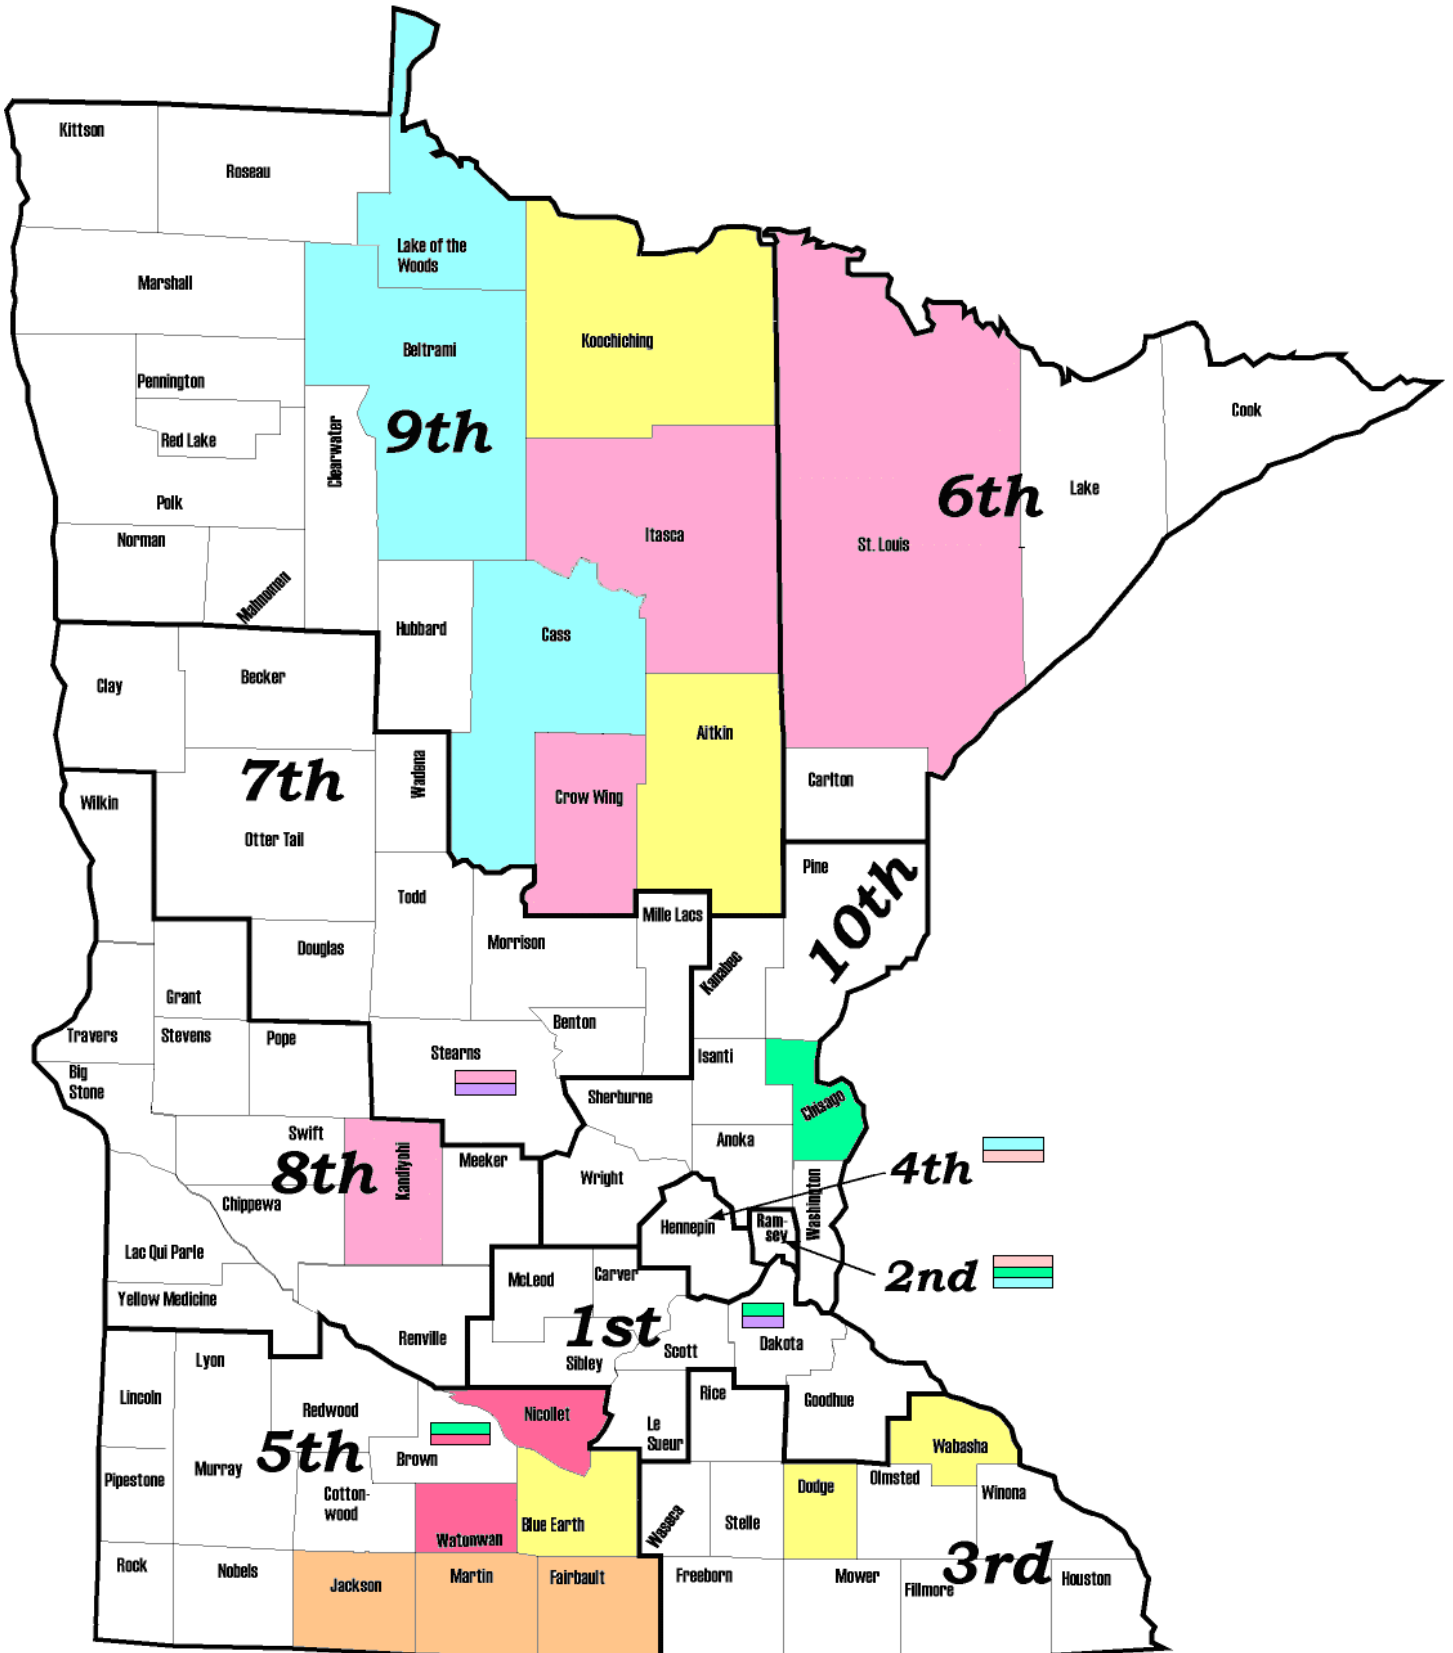 Kittson
Roseau
Lake of the
Woods
Marshall
Koochiching
Beltrami
Pennington
9th
Cook
Red Lake
Clearwater
6th
Lake
Polk
Itasca
St. Louis
Norman
Mahnomen
Hubbard
Cass
Becker
Clay
Aitkin
7th
Wadena
Carlton
Wilkin
Crow Wing
Otter Tail
Pine
10th
Todd
Mille Lacs
Douglas
Morrison
Kanabec
Grant
Benton
Travers
Stevens
Pope
Stearns
Isanti
Big
Stone
Sherburne
Chisago
Swift
Anoka
8th
Kandiyohi
Meeker
4th
Wright
Washington
Chippewa
Hennepin
Ram-
sey
Lac Qui Parle
McLeod
Carver
2nd
Yellow Medicine
1st
Renville
Scott
Dakota
Lyon
Sibley
Lincoln
Rice
Goodhue
Redwood
Nicollet
Le
Sueur
5th
Brown
Wabasha
Murray
Pipestone
Olmsted
Dodge
Winona
Cotton-
wood
Blue Earth
Waseca
Stelle
Watonwan
Rock
Nobels
Jackson
Martin
Fairbault
Freeborn
Mower
3rd
Fillmore
Houston